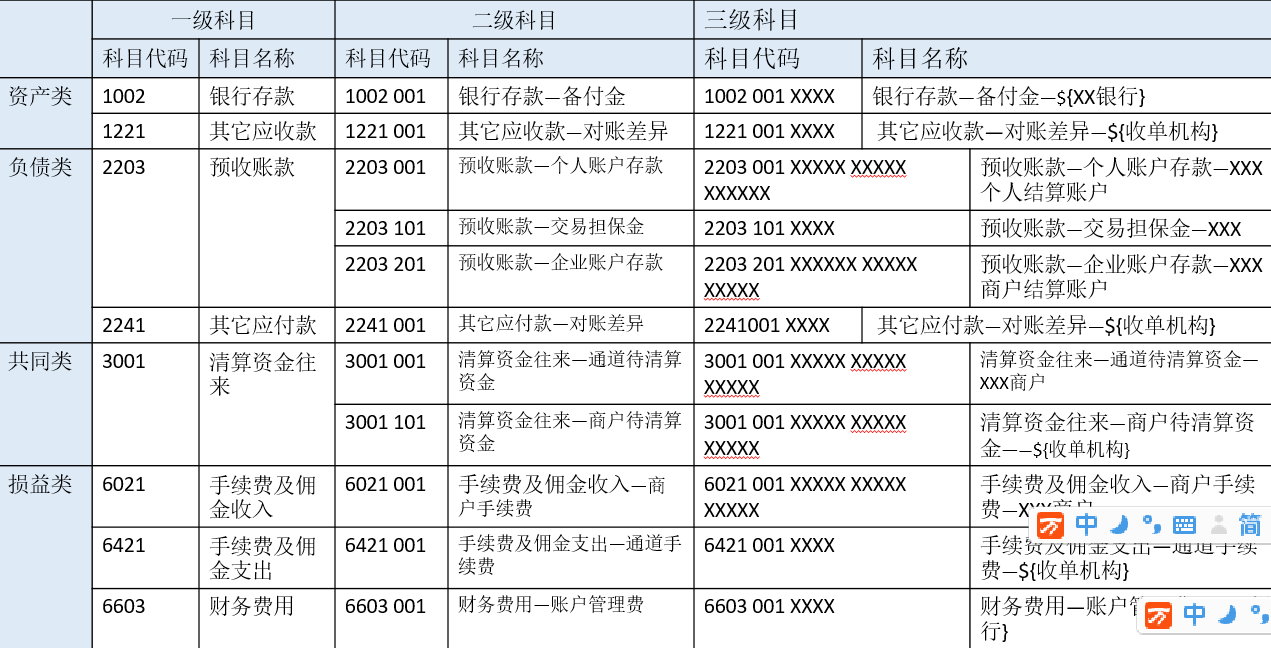 一级科目 二级科目 三级科目
科目代码 科目名称 科目代码 科目名称 科目代码 科目名称
资产类 1002 银行存款 1002 001 银行存款—备付金 1002 001 XXXX 银行存款—备付金—${XX银行}
1221 其它应收款 1221 001 其它应收款—对账差异 1221 001 XXXX 其它应收款—对账差异—${收单机构}
负债类 2203 预收账款 2203 001 预收账款—个人账户存款 2203 001 XXXXX XXXXX 预收账款—个人账户存款—XXX
XXXXXX 个人结算账户
2203 101 预收账款—交易担保金 2203 101 XXXX 预收账款—交易担保金—XXX
2203 201 预收账款—企业账户存款 2203 201 XXXXXX XXXXX 预收账款—企业账户存款—XXX
XXXXX 商户结算账户
2241 其它应付款 2241 001 其它应付款—对账差异 2241001 XXXX 其它应付款—对账差异—${收单机构}
共同类 3001 清算资金往 3001 001 清算资金往来—通道待清算 3001 001 XXXXX XXXXX 清算资金往来—通道待清算资金—
来 资金 XXXXX XXX商户
3001 101 清算资金往来—商户待清算 3001 001 XXXXX XXXXX 清算资金往来—商户待清算资
资金 XXXXX 金——${收单机构}
损益类 6021 手续费及佣 6021 001 手续费及佣金收入—商 6021 001 XXXXX XXXXX 手续费及佣金收入—商户手续
金收入 户手续费 XXXXX 费—XXX商户
中 简
6421 手续费及佣 6421 001 手续费及佣金支出—通道手 6421 001 XXXX 手续费及佣金支出—通道手续
金支出 续费 费—${收单机构}
6603 财务费用 6603 001 财务费用—账户管理费 6603 001 XXXX 财务费用—账户管
行}
中